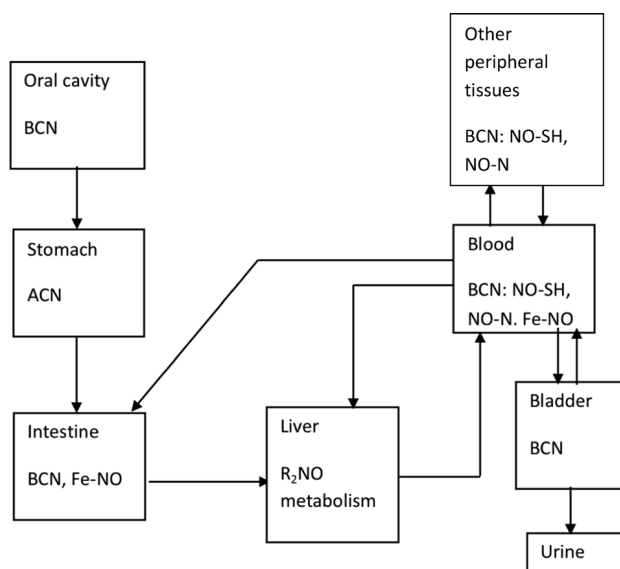 Oral cavity
BCN
Stomach
ACN
Intestine
BCN, Fe-NO
Liver
R₂NO
metabolism
Other
peripheral
tissues
BCN: NO-SH,
NO-N
Blood
BCN: NO-SH,
NO-N. Fe-NO
Bladder
BCN
Urine